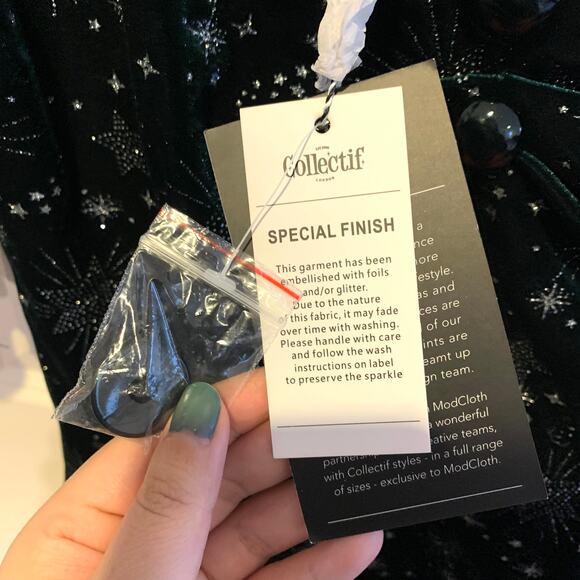 Collectif
LONDON
SPECIAL FINISH
This garment has been
embellished with foils
and/or glitter.
Due to the nature
of this fabric, it may fade
over time with washing.
Please handle with care
and follow the wash
instructions on label
to preserve the sparkle
a
nce
more
festyle.
as and
ces are
of our
ints are
eamt up
gn team.
ModCloth
a wonderful
partnership
eative teams,
with Collectif styles - in a full range
of sizes - exclusive to ModCloth.